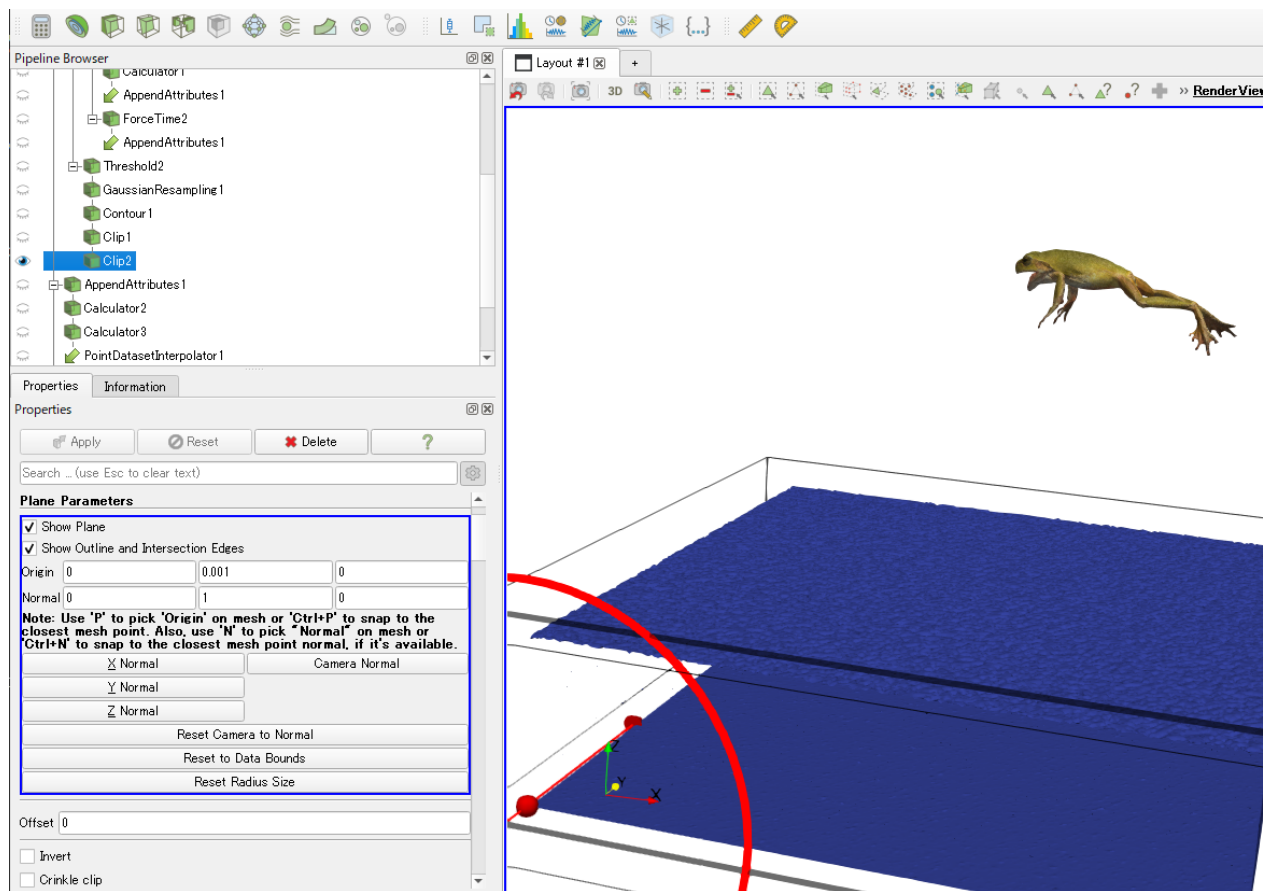 Pipeline Browser
Calculator1
AppendAttributes1
ForceTime2
AppendAttributes1
Threshold2
GaussianResampling1
Contour1
Clip1
Clip2
AppendAttributes1
Calculator2
Calculator3
PointDatasetInterpolator1
Properties Information
Properties
Apply Reset Delete ?
Search ... (use Esc to clear text)
Plane Parameters
Show Plane
Show Outline and Intersection Edges
Origin 0 0.001 0
Normal 0 1 0
Note: Use 'P' to pick 'Origin' on mesh or 'Ctrl+P' to snap to the
closest mesh point. Also, use 'N' to pick "Normal" on mesh or
'Ctrl+N' to snap to the closest mesh point normal, if it's available.
X Normal Camera Normal
Y Normal
Z Normal
Reset Camera to Normal
Reset to Data Bounds
Reset Radius Size
Offset 0
Invert
Crinkle clip
Layout #1 +
3D » RenderView
Z
Y
X